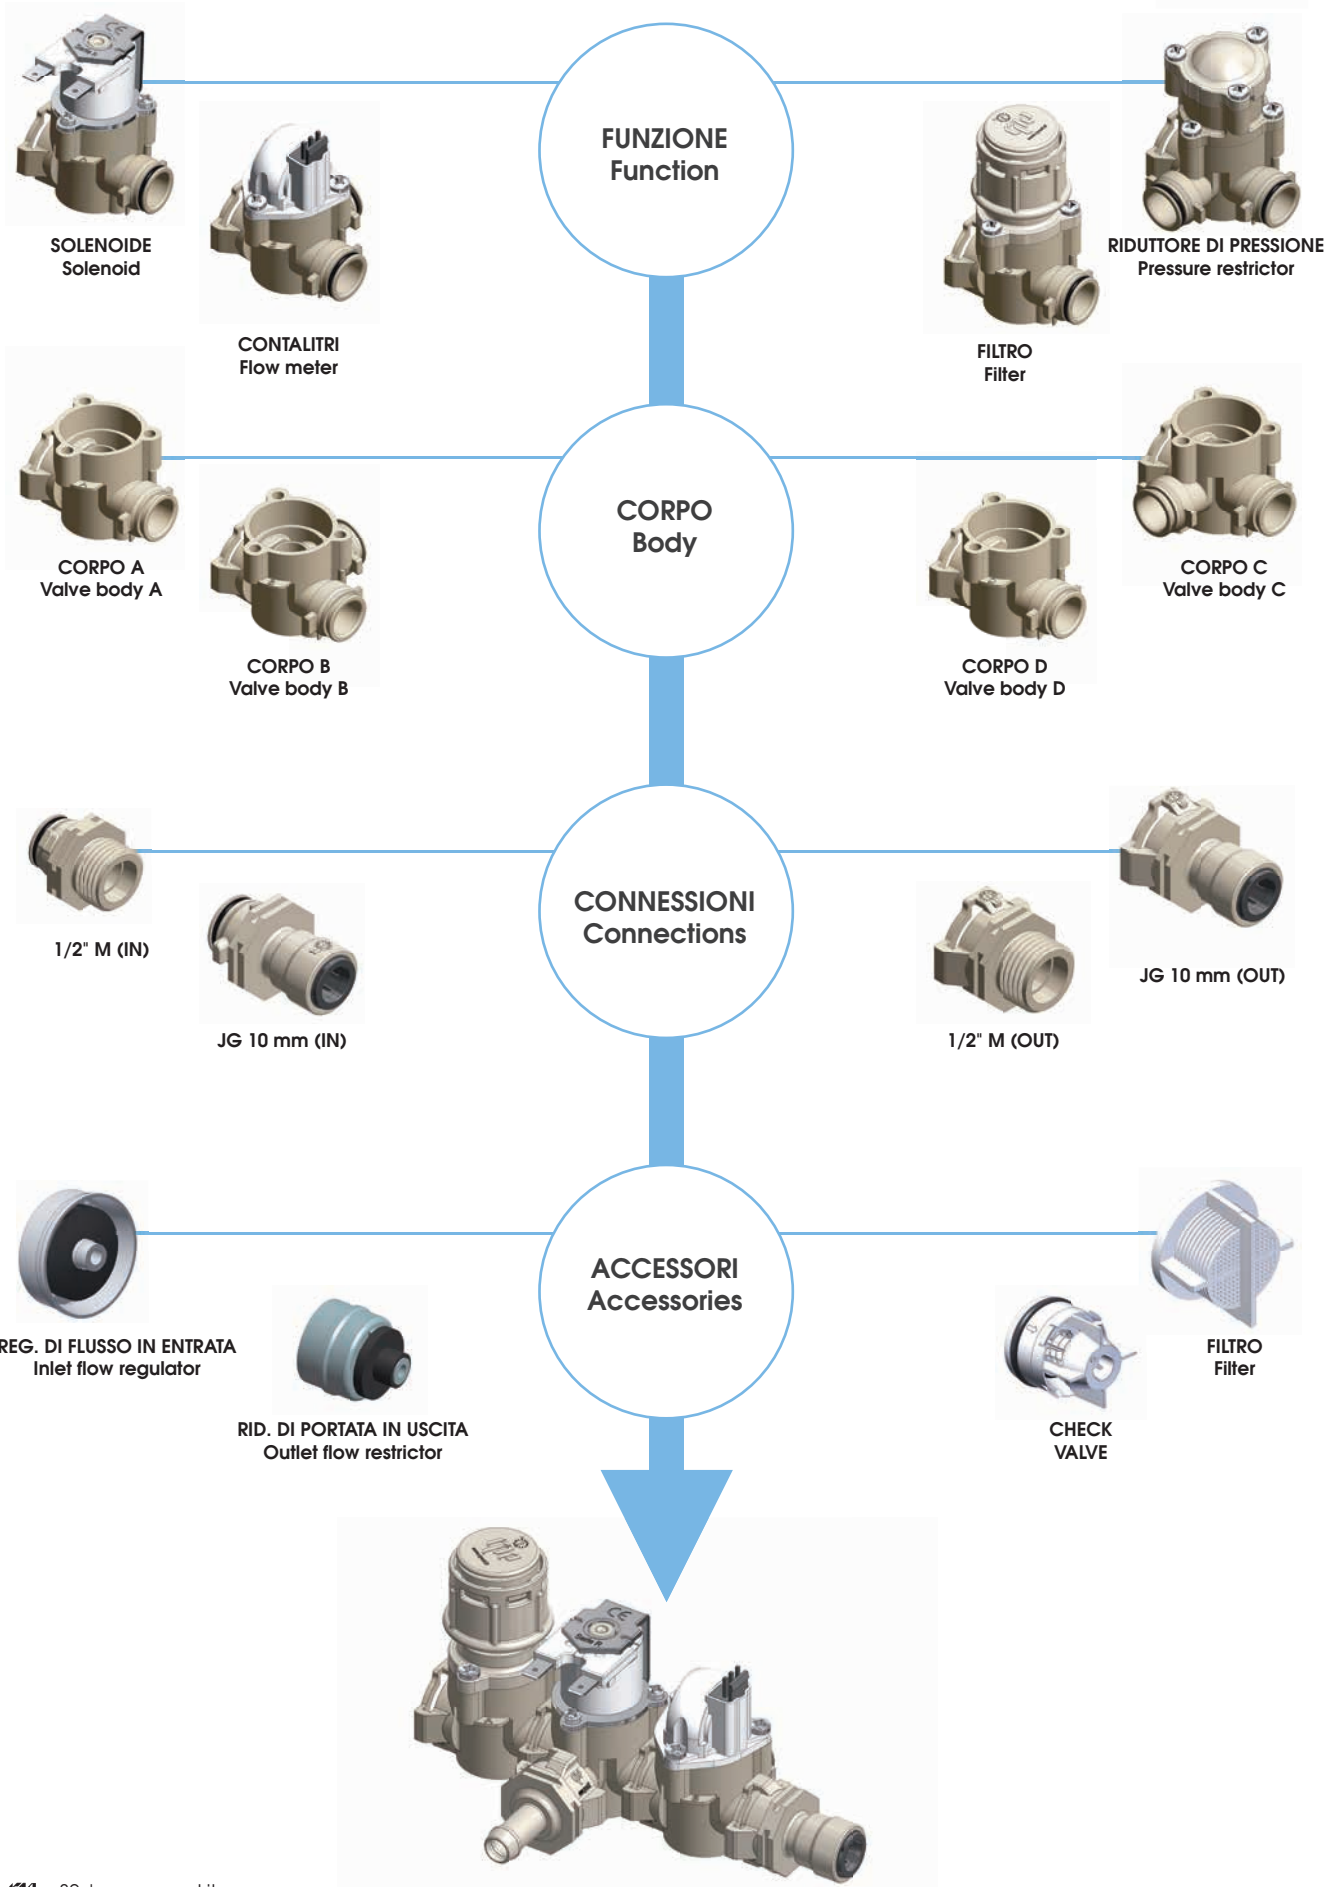 FUNZIONE
Function
SOLENOIDE
Solenoid
CONTALITRI
Flow meter
FILTRO
Filter
RIDUTTORE DI PRESSIONE
Pressure restrictor
CORPO
Body
CORPO A
Valve body A
CORPO B
Valve body B
CORPO D
Valve body D
CORPO C
Valve body C
CONNESSIONI
Connections
1/2" M (IN)
JG 10 mm (IN)
1/2" M (OUT)
JG 10 mm (OUT)
ACCESSORI
Accessories
REG. DI FLUSSO IN ENTRATA
Inlet flow regulator
RID. DI PORTATA IN USCITA
Outlet flow restrictor
CHECK
VALVE
FILTRO
Filter